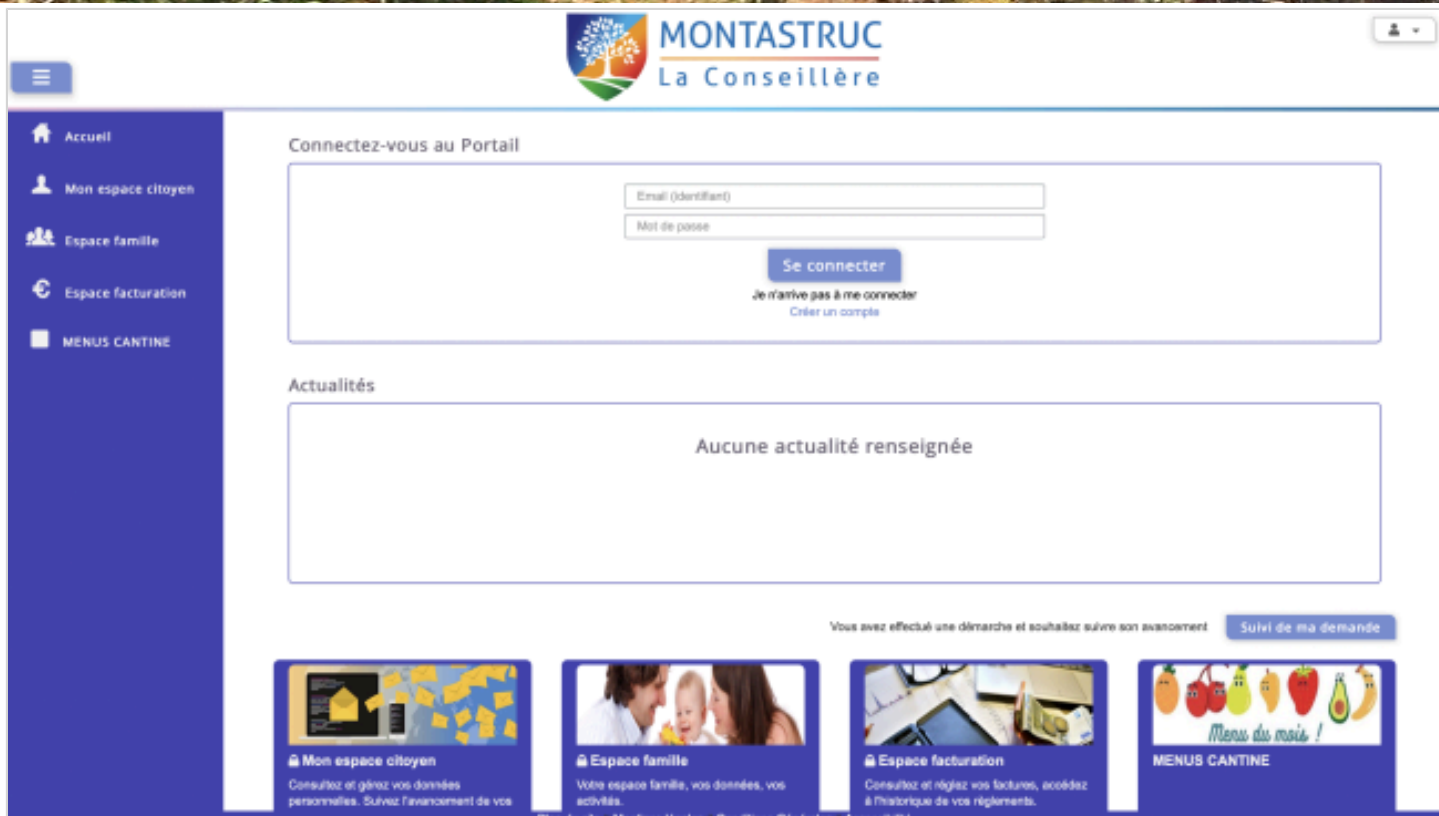 MONTASTRUC
La Conseillère
Accueil
Mon espace citoyen
Espace famille
Espace facturation
MENUS CANTINE
Connectez-vous au Portail
Email (Identifiant)
Mot de passe
Se connecter
Je n'arrive pas à me connecter
Créer un compte
Actualités
Aucune actualité renseignée
Vous avez effectué une démarche et souhaitez suivre son avancement
Suivi de ma demande
Mon espace citoyen
Consultez et gérez vos données
personnelles. Suivez l'avancement de vos
Espace famille
Votre espace famille, vos données, vos
activités.
Espace facturation
Consultez et réglez vos factures, accédez
à l'historique de vos règlements.
Menu du mois !
MENUS CANTINE